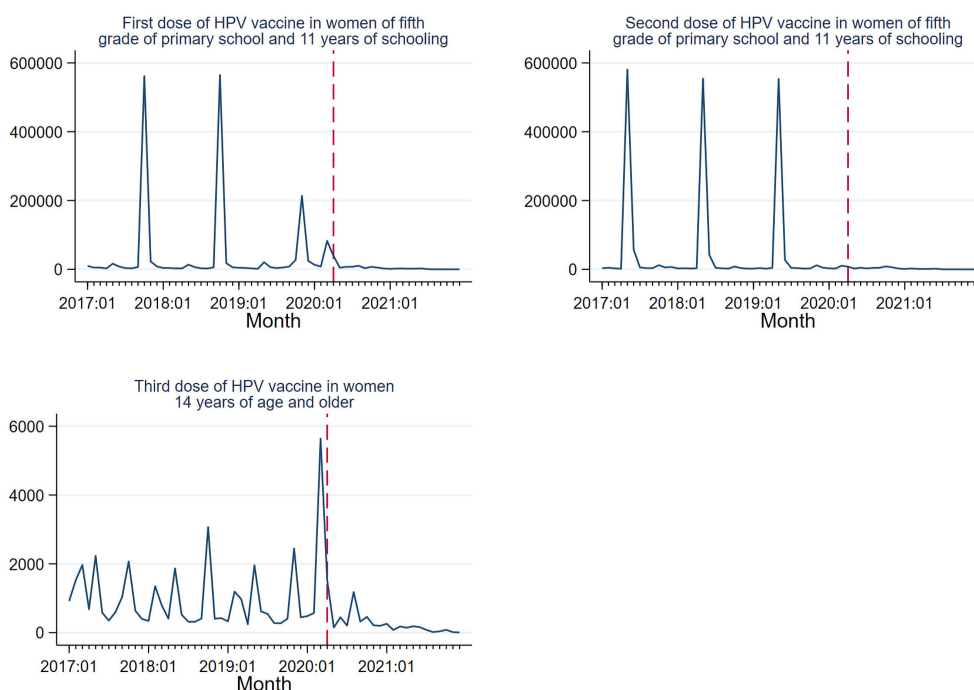 First dose of HPV vaccine in women of fifth
grade of primary school and 11 years of schooling
600000
400000
200000
0
2017:01 2018:01 2019:01 2020:01 2021:01
Month
Second dose of HPV vaccine in women of fifth
grade of primary school and 11 years of schooling
600000
400000
200000
0
2017:01 2018:01 2019:01 2020:01 2021:01
Month
Third dose of HPV vaccine in women
14 years of age and older
6000
4000
2000
0
2017:01 2018:01 2019:01 2020:01 2021:01
Month